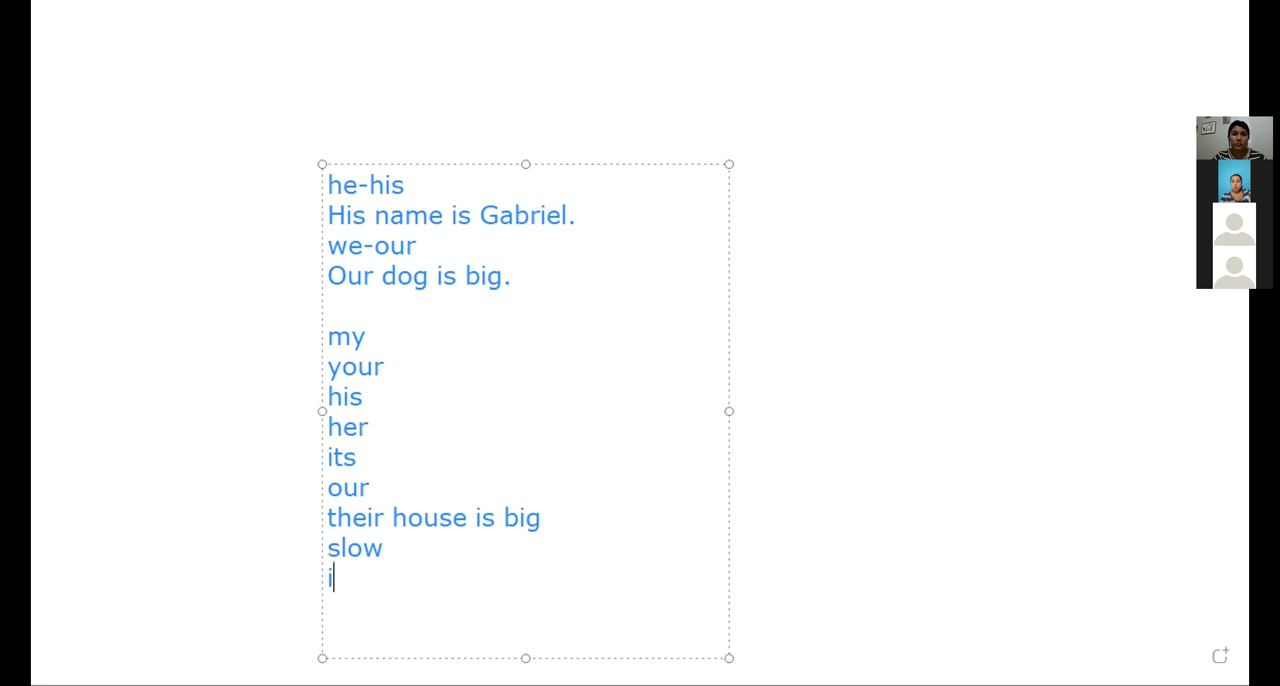 he-his
His name is Gabriel.
we-our
Our dog is big.
my
your
his
her
its
our
their house is big
slow
i